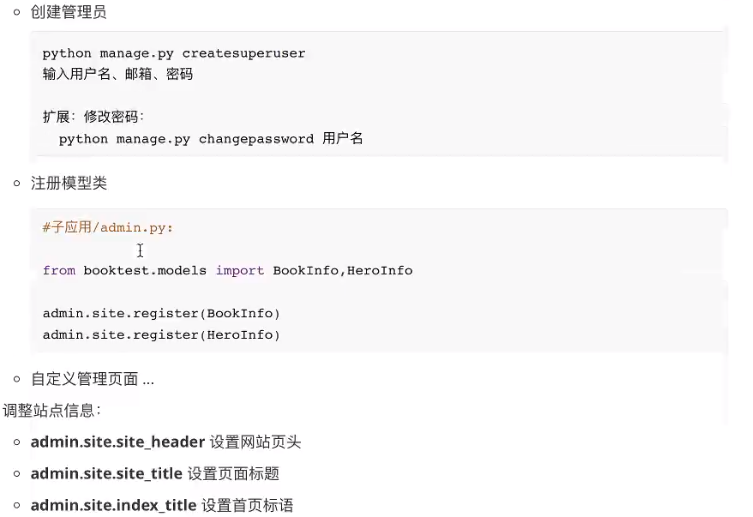 创建管理员
python manage.py createsuperuser
输入用户名、邮箱、密码
扩展：修改密码：
python manage.py changepassword 用户名
注册模型类
#子应用/admin.py:
from booktest.models import BookInfo,HeroInfo
admin.site.register(BookInfo)
admin.site.register(HeroInfo)
自定义管理页面 ...
调整站点信息：
admin.site.site_header 设置网站页头
admin.site.site_title 设置页面标题
admin.site.index_title 设置首页标语